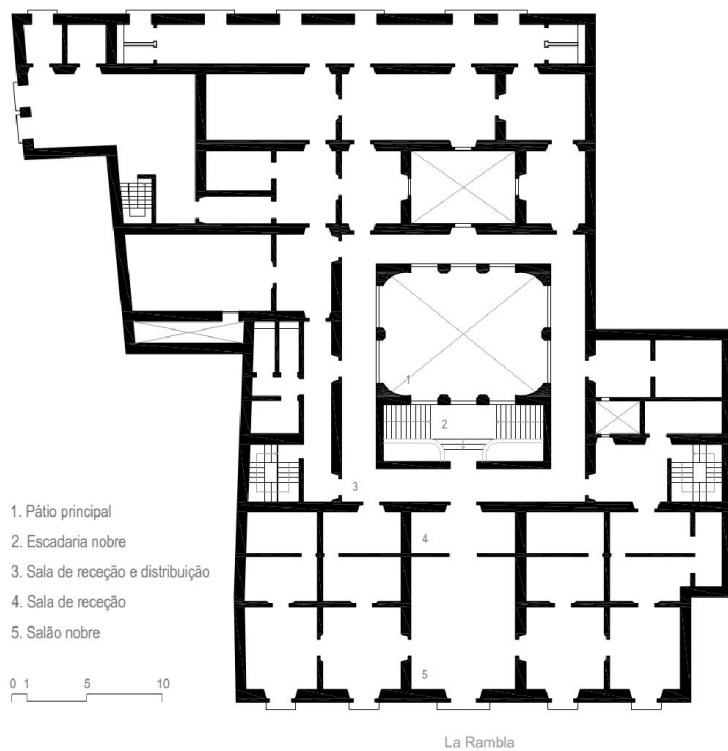 1
2
3
4
5
1. Pátio principal
2. Escadaria nobre
3. Sala de receção e distribuição
4. Sala de receção
5. Salão nobre
0 1 5 10
La Rambla